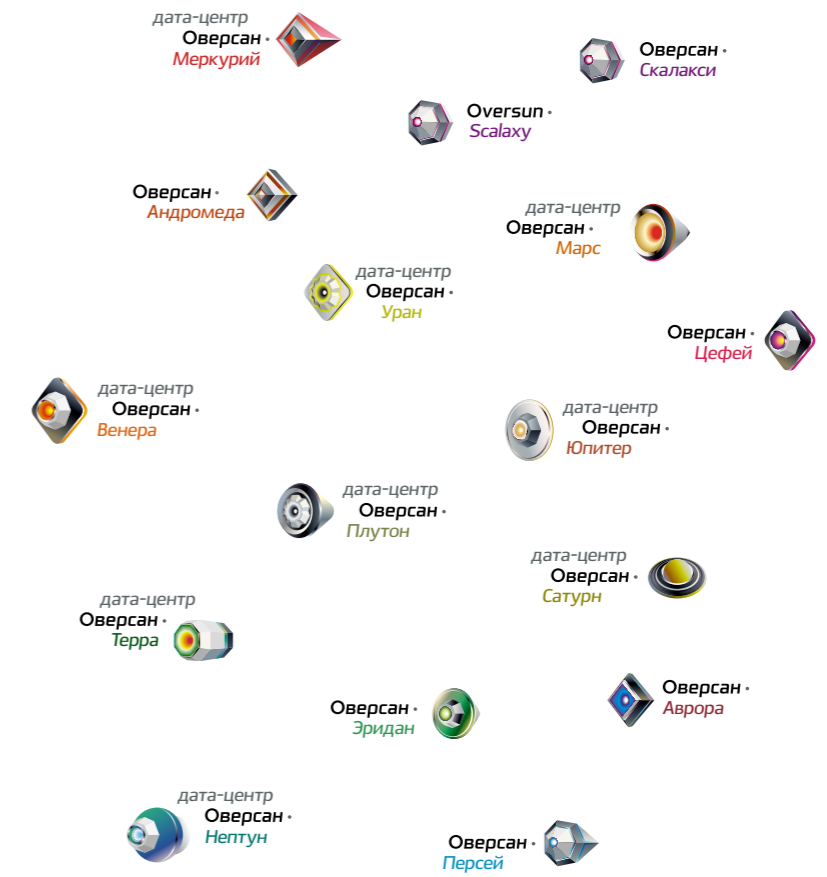 дата-центр
Оверсан·
Меркурий
Оверсан·
Скалакси
Oversun·
Scalaxy
Оверсан·
Андромеда
дата-центр
Оверсан·
Марс
дата-центр
Оверсан·
Уран
Оверсан·
Цефей
дата-центр
Оверсан·
Венера
дата-центр
Оверсан·
Юпитер
дата-центр
Оверсан·
Плутон
дата-центр
Оверсан·
Сатурн
дата-центр
Оверсан·
Терра
Оверсан·
Эридан
Оверсан·
Аврора
дата-центр
Оверсан·
Нептун
Оверсан·
Персей